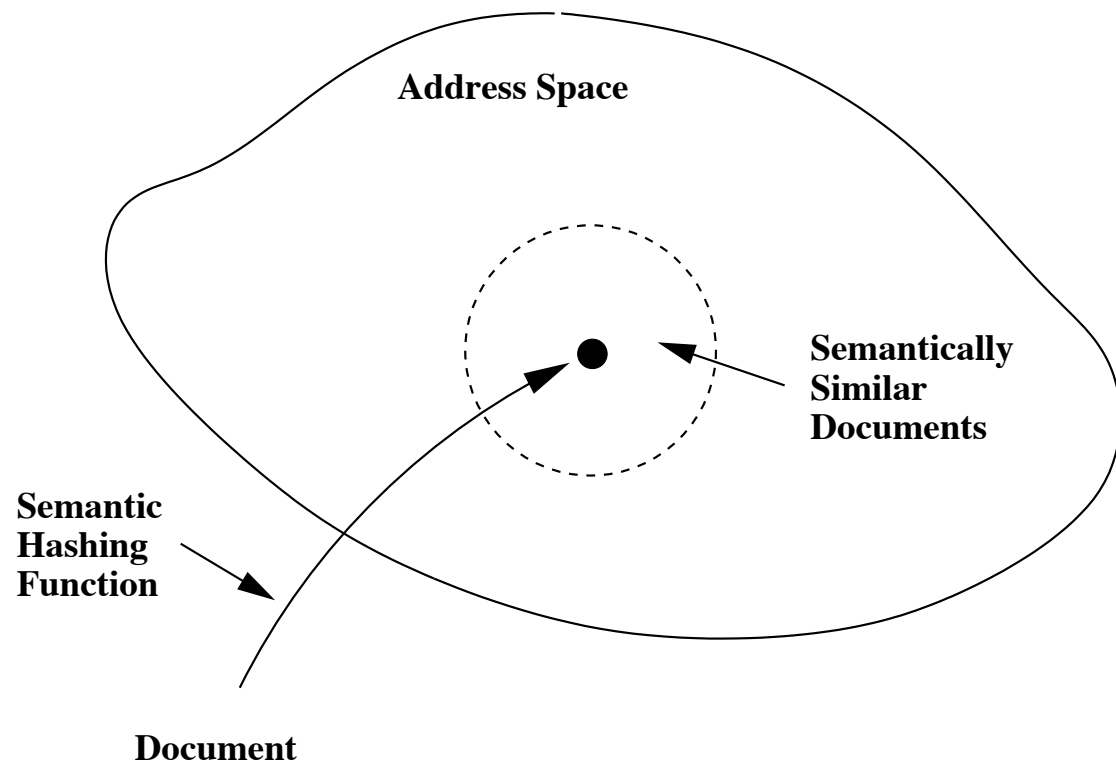 Address Space
Semantically
Similar
Documents
Semantic
Hashing
Function
Document